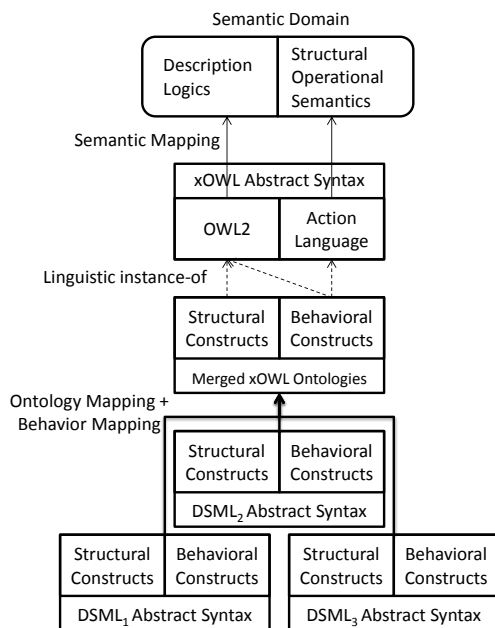 Semantic Domain
Description
Logics
Structural
Operational
Semantics
Semantic Mapping
xOWL Abstract Syntax
OWL2
Action
Language
Linguistic instance-of
Structural
Constructs
Behavioral
Constructs
Merged xOWL Ontologies
Ontology Mapping +
Behavior Mapping
Structural
Constructs
Behavioral
Constructs
DSML₂ Abstract Syntax
Structural
Constructs
Behavioral
Constructs
DSML₁ Abstract Syntax
Structural
Constructs
Behavioral
Constructs
DSML₃ Abstract Syntax